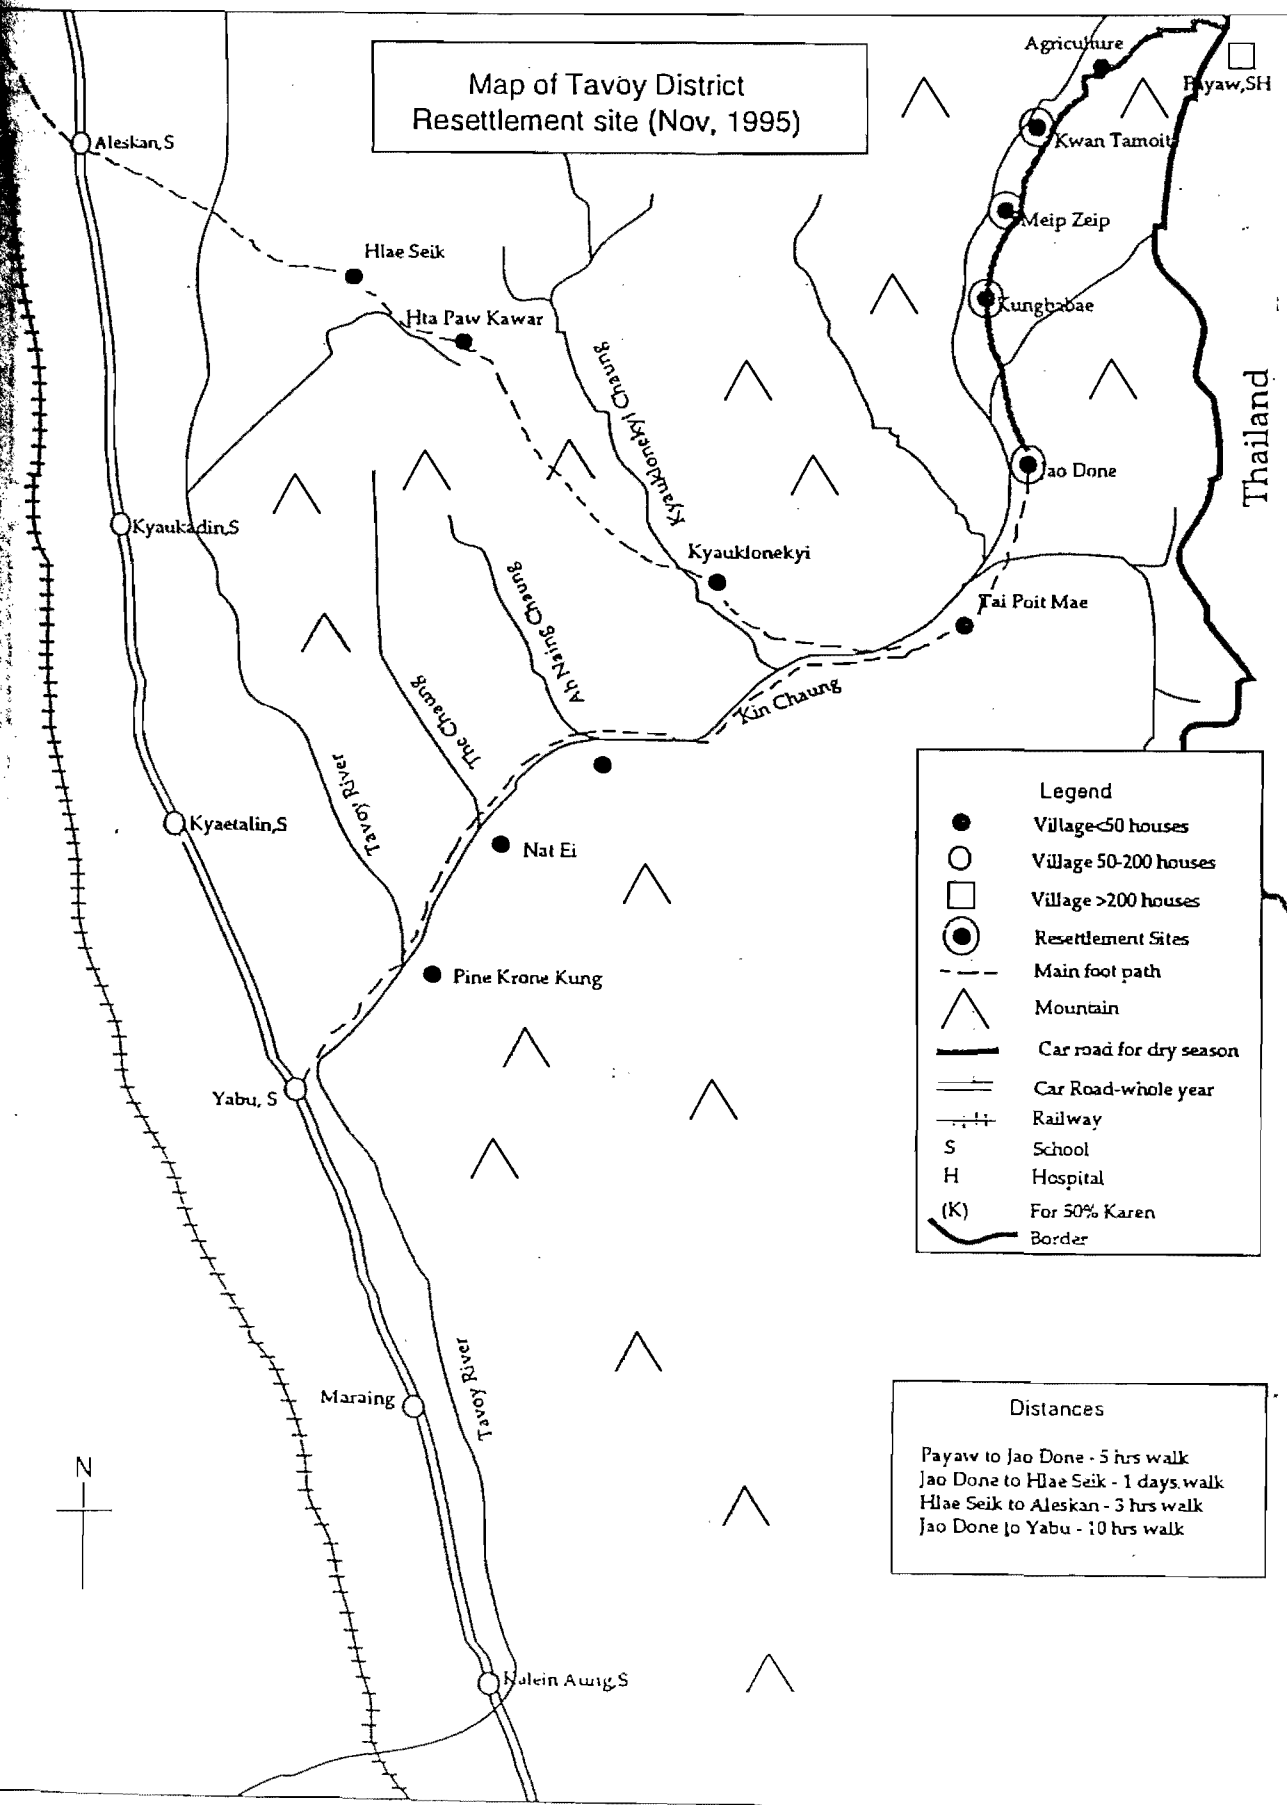 Map of Tavoy District
Resettlement site (Nov, 1995)
Agriculture
Payaw,SH
Kwan Tamoit
Aleskan,S
Meip Zeip
Hlae Seik
Kungbabae
Hta Paw Kawar
Kyauklonekyi Chaung
Thailand
Jao Done
Kyaukadin,S
Kyauklonekyi
Ah Naing Chaung
Tai Poit Mae
The Chaung
Kin Chaung
Tavoy River
Kyaetalin,S
Nat Ei
Pine Krone Kung
Yabu, S
Maraing
Tavoy River
Kalein Aung,S
N
Legend
Village<50 houses
Village 50-200 houses
Village >200 houses
Resettlement Sites
Main foot path
Mountain
Car road for dry season
Car Road-whole year
Railway
S School
H Hospital
(K) For 50% Karen
Border
Distances
Payaw to Jao Done - 5 hrs walk
Jao Done to Hlae Seik - 1 days walk
Hlae Seik to Aleskan - 3 hrs walk
Jao Done to Yabu - 10 hrs walk